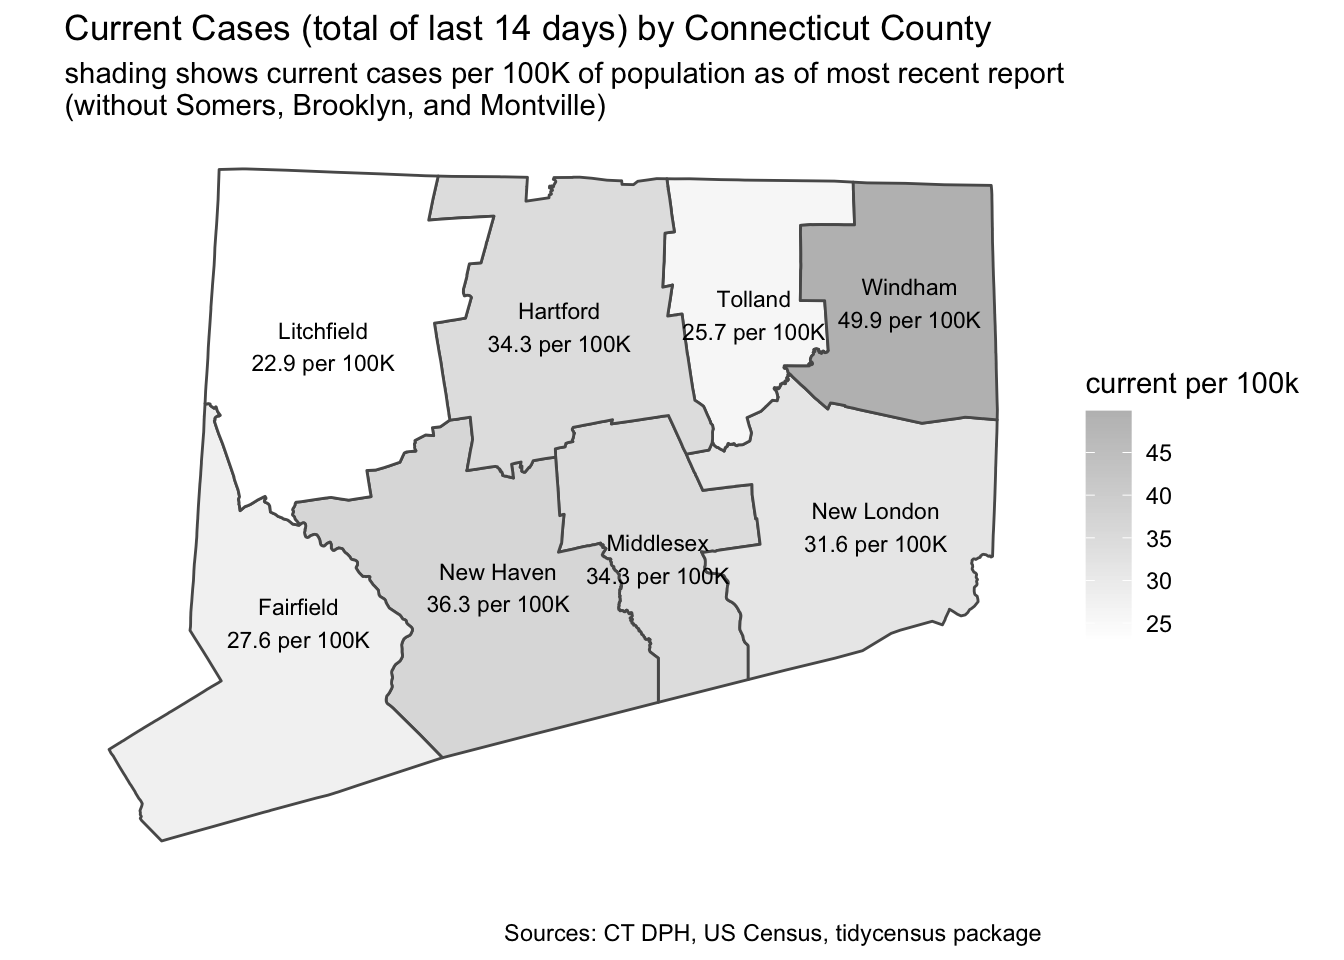 Current Cases (total of last 14 days) by Connecticut County
shading shows current cases per 100K of population as of most recent report
(without Somers, Brooklyn, and Montville)
Litchfield
22.9 per 100K
Hartford
34.3 per 100K
Tolland
25.7 per 100K
Windham
49.9 per 100K
Fairfield
27.6 per 100K
New Haven
36.3 per 100K
Middlesex
34.3 per 100K
New London
31.6 per 100K
current per 100k
45
40
35
30
25
Sources: CT DPH, US Census, tidycensus package